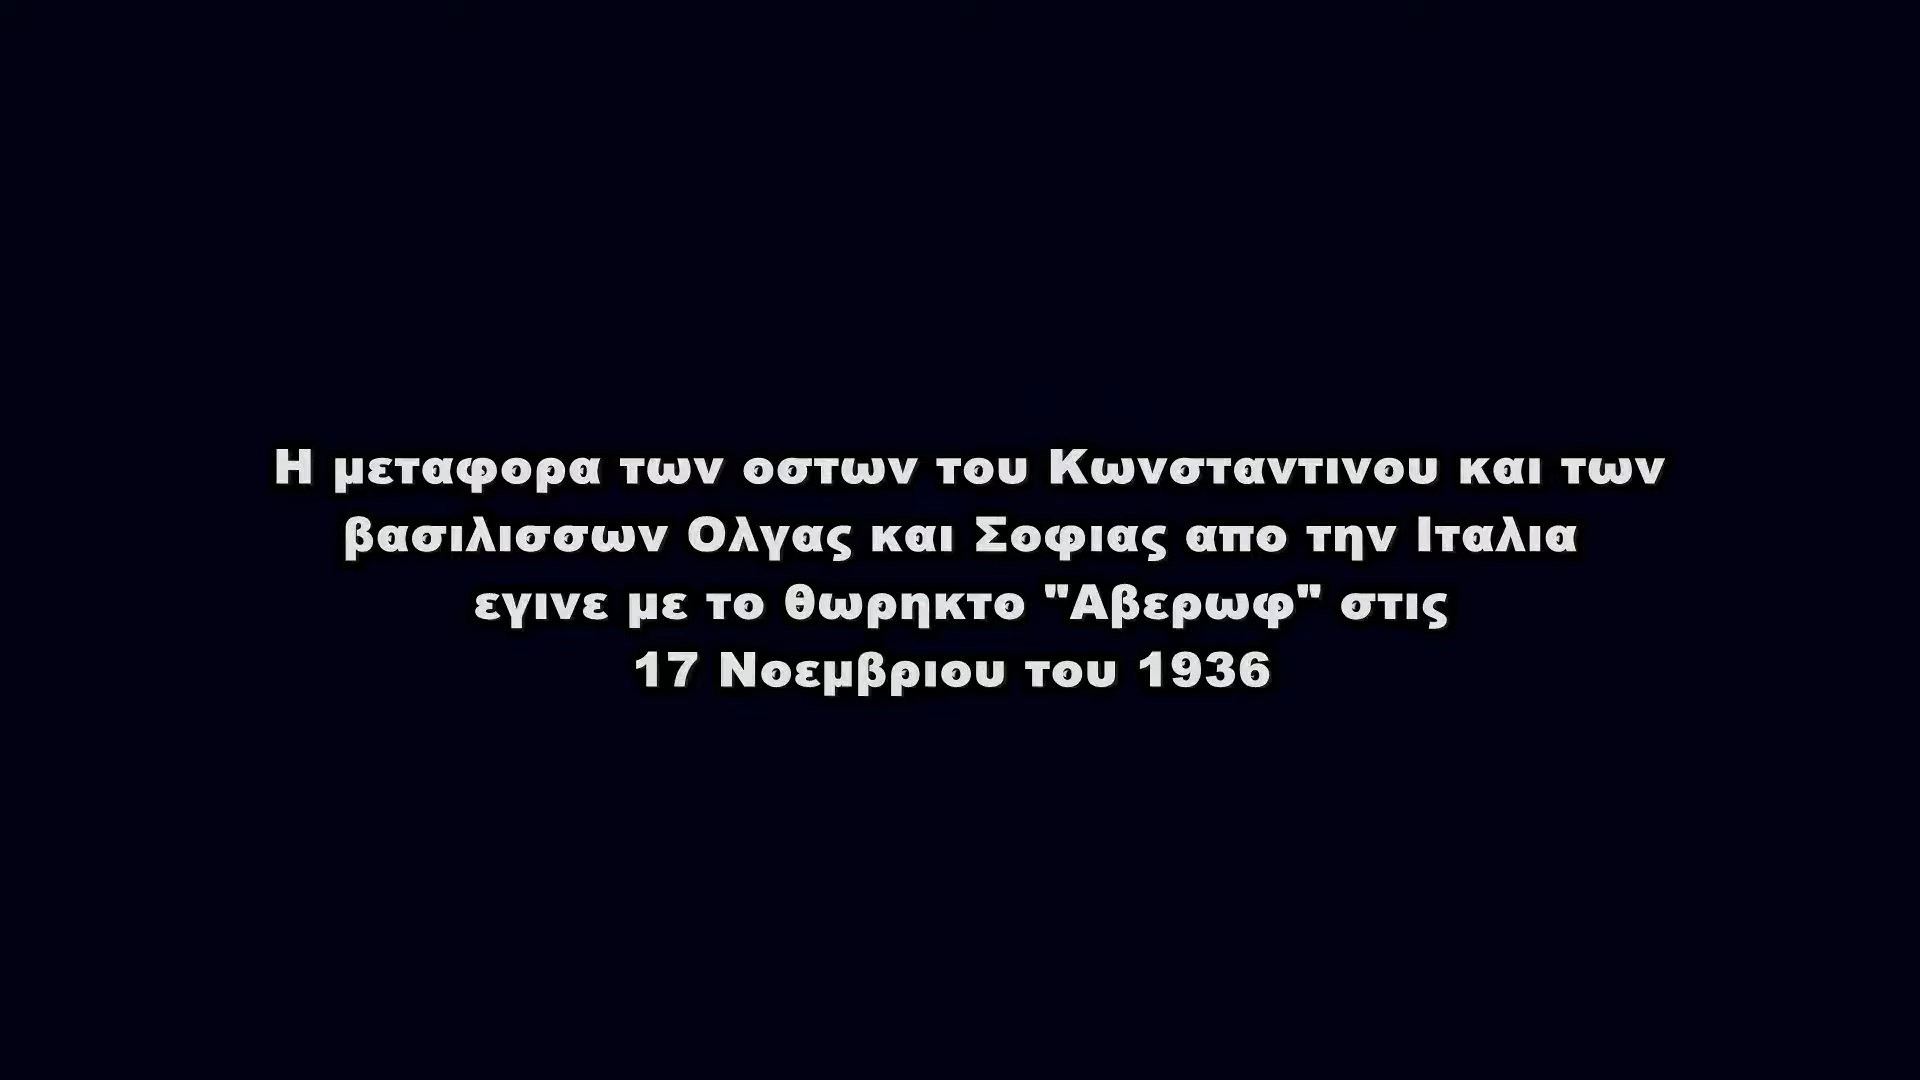 Η μεταφορα των οστων του Κωνσταντινου και των
βασιλισσων Ολγας και Σοφιας απο την Ιταλια
εγινε με το θωρηκτο "Αβερωφ" στις
17 Νοεμβριου του 1936